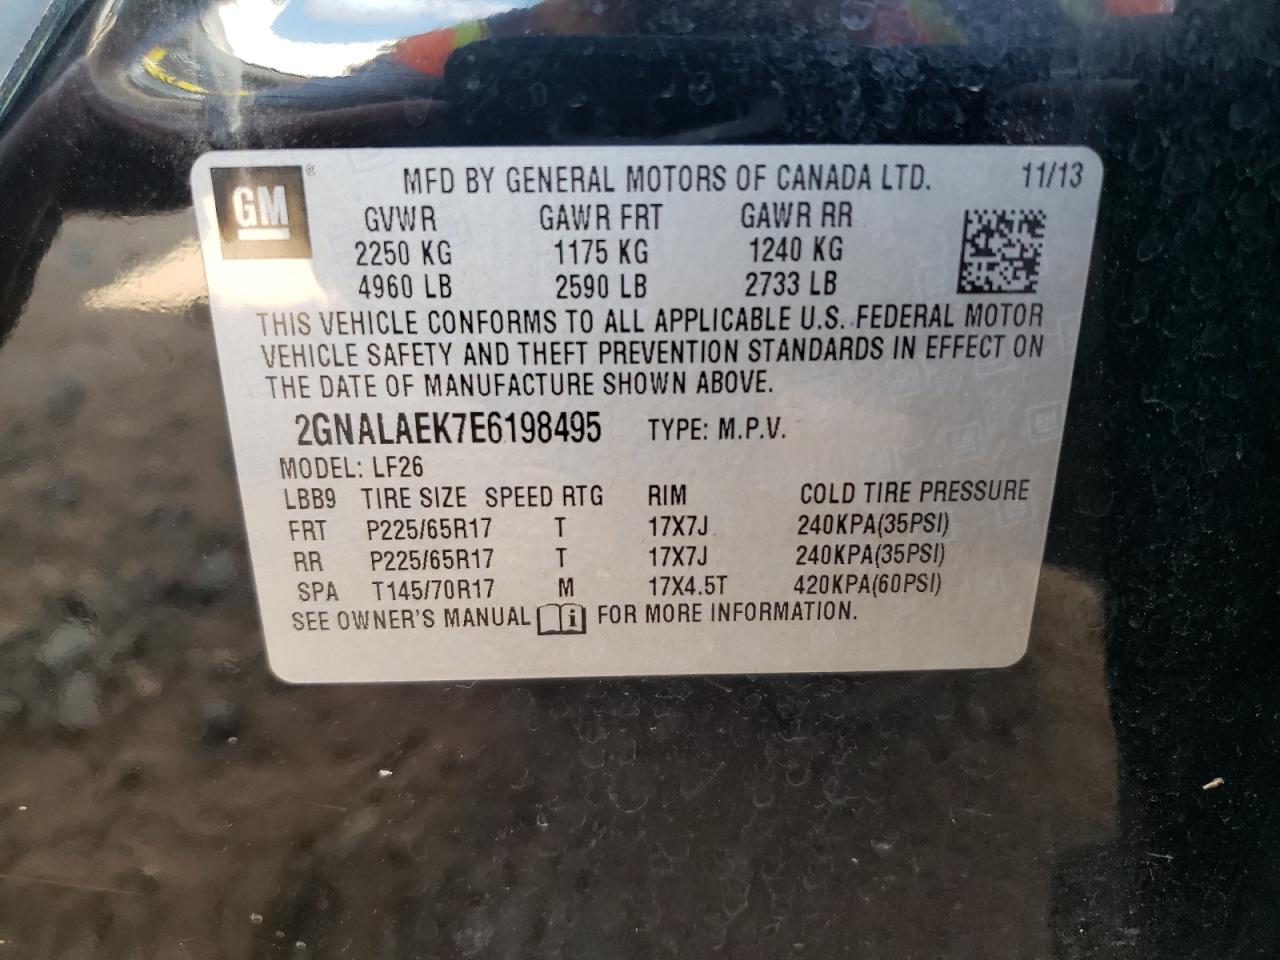 GM ® MFD BY GENERAL MOTORS OF CANADA LTD. 11/13
GVWR GAWR FRT GAWR RR
2250 KG 1175 KG 1240 KG
4960 LB 2590 LB 2733 LB
THIS VEHICLE CONFORMS TO ALL APPLICABLE U.S. FEDERAL MOTOR
VEHICLE SAFETY AND THEFT PREVENTION STANDARDS IN EFFECT ON
THE DATE OF MANUFACTURE SHOWN ABOVE.
2GNALAEK7E6198495 TYPE: M.P.V.
MODEL: LF26
LBB9 TIRE SIZE SPEED RTG RIM COLD TIRE PRESSURE
FRT P225/65R17 T 17X7J 240KPA(35PSI)
RR P225/65R17 T 17X7J 240KPA(35PSI)
SPA T145/70R17 M 17X4.5T 420KPA(60PSI)
SEE OWNER'S MANUAL i FOR MORE INFORMATION.